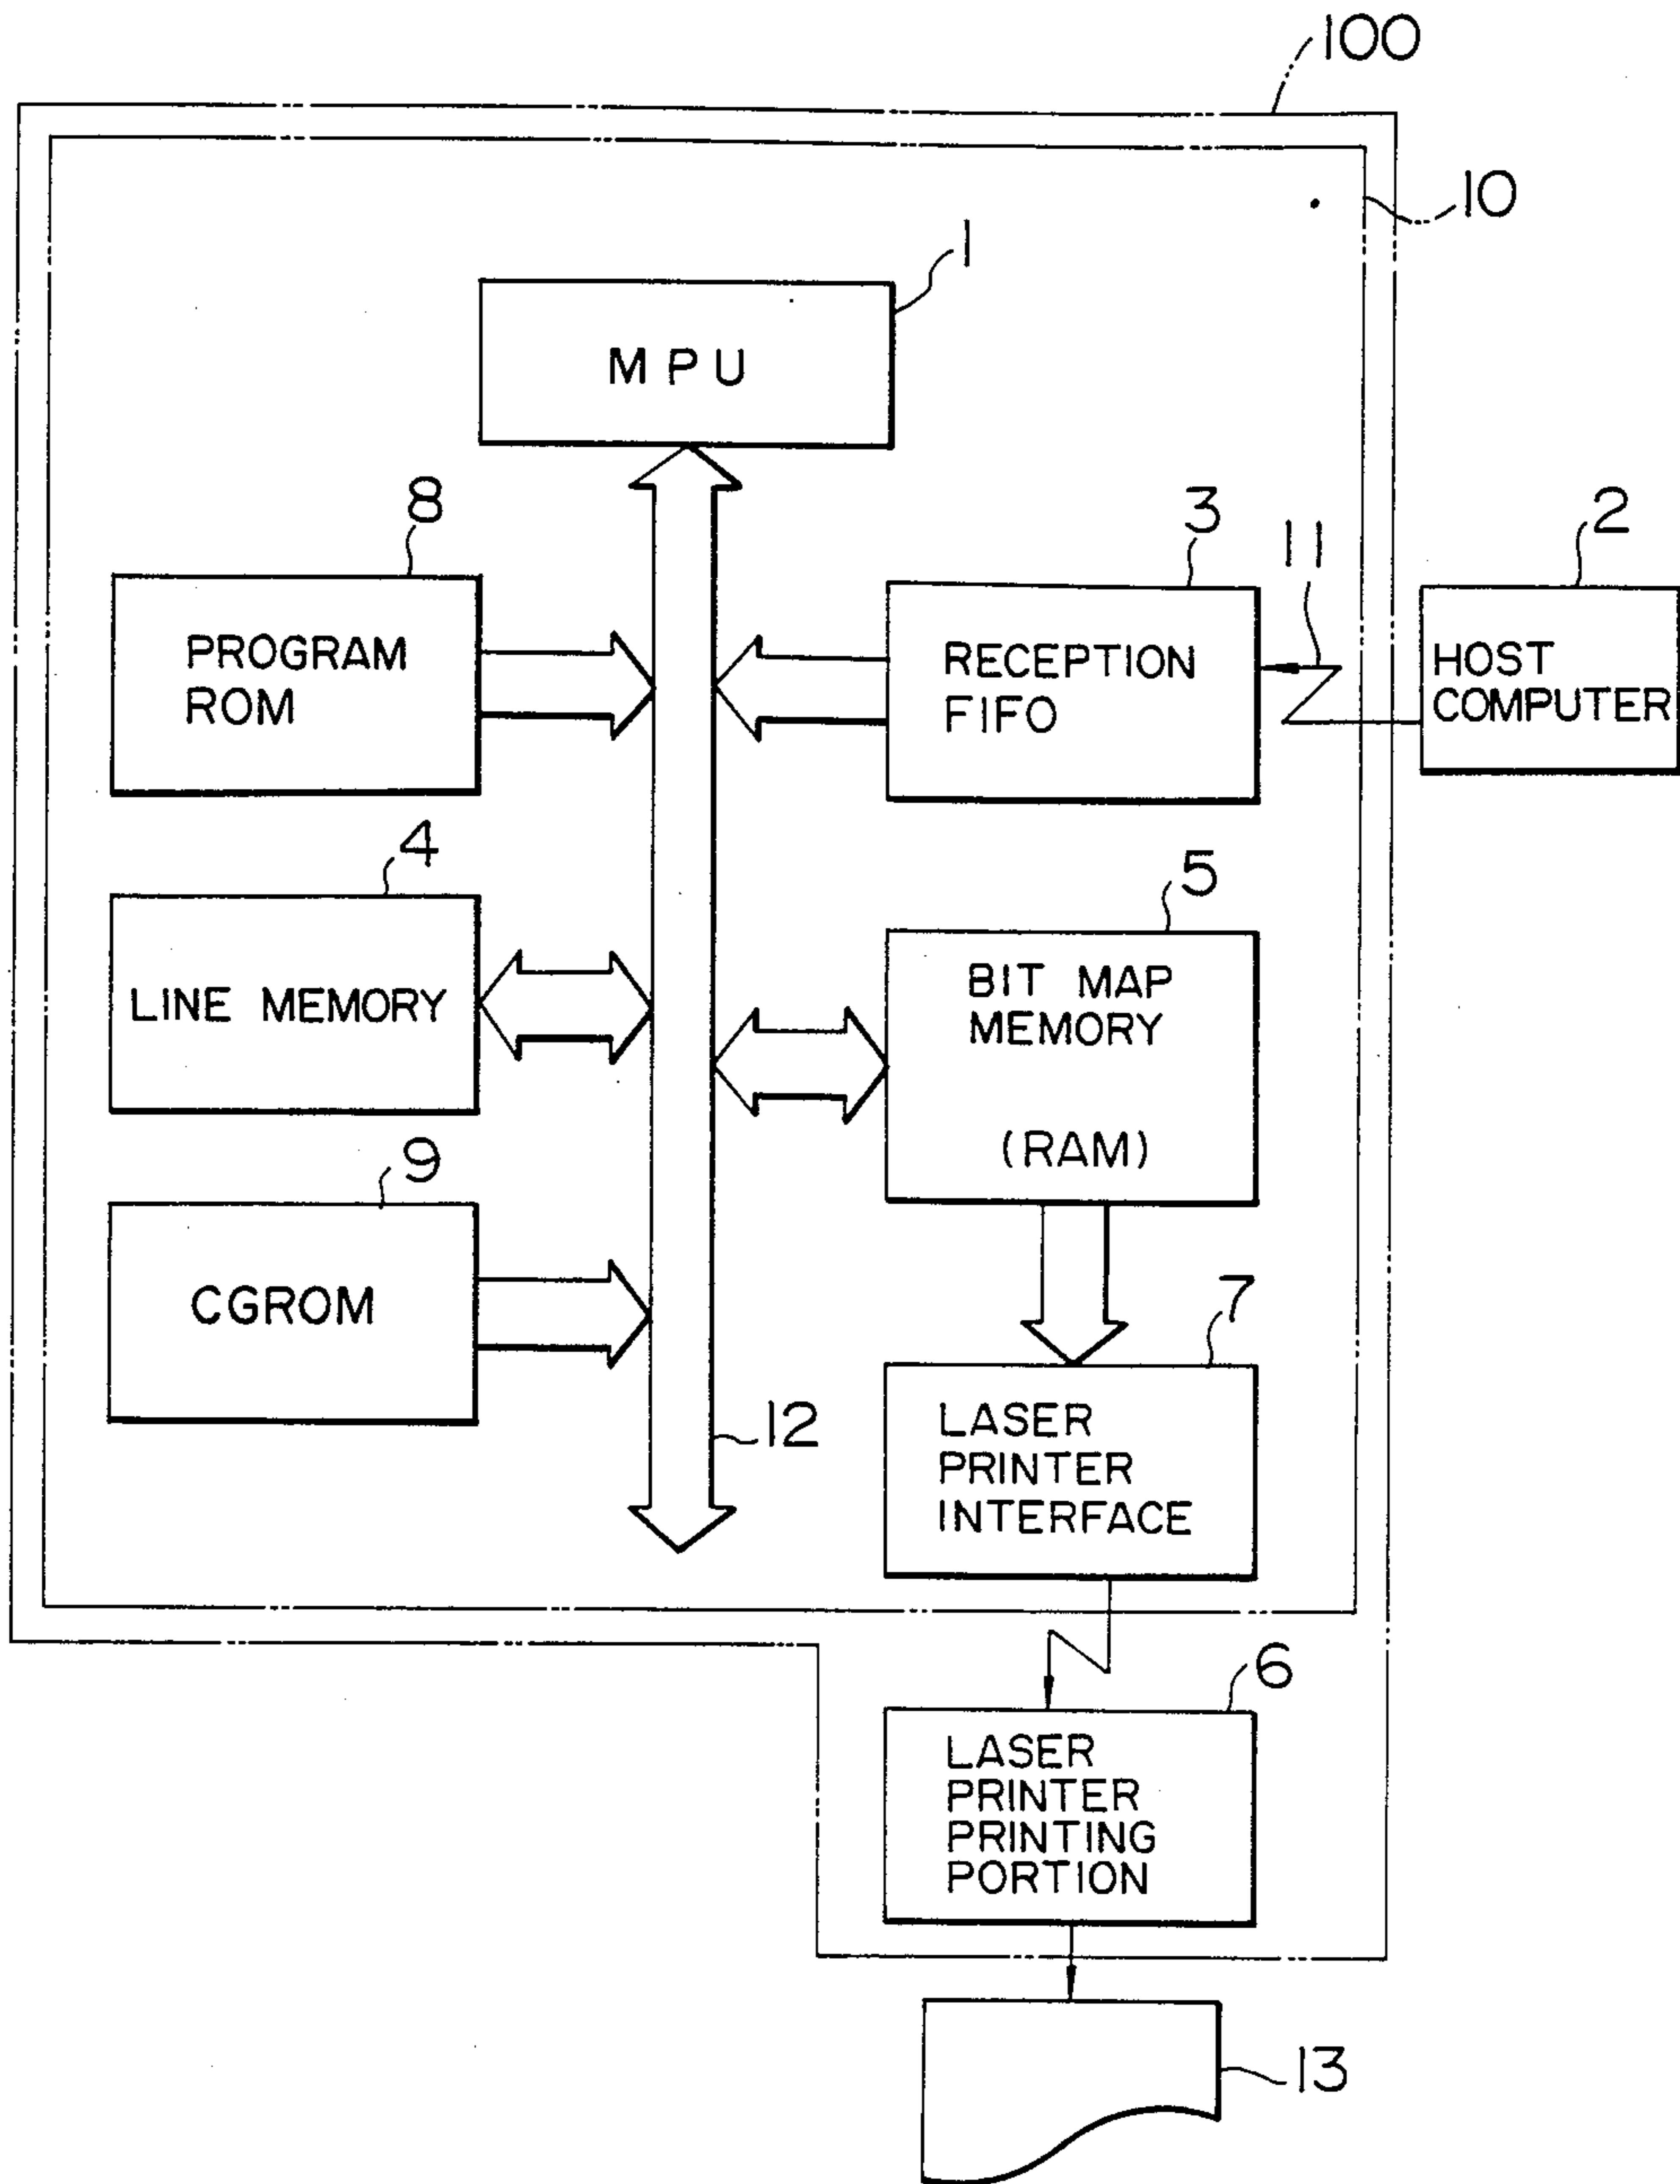 100
10
1
M P U
8
PROGRAM
ROM
3
RECEPTION
FIFO
11
2
HOST
COMPUTER
4
LINE MEMORY
5
BIT MAP
MEMORY
(RAM)
9
CGROM
7
LASER
PRINTER
INTERFACE
12
6
LASER
PRINTER
PRINTING
PORTION
13